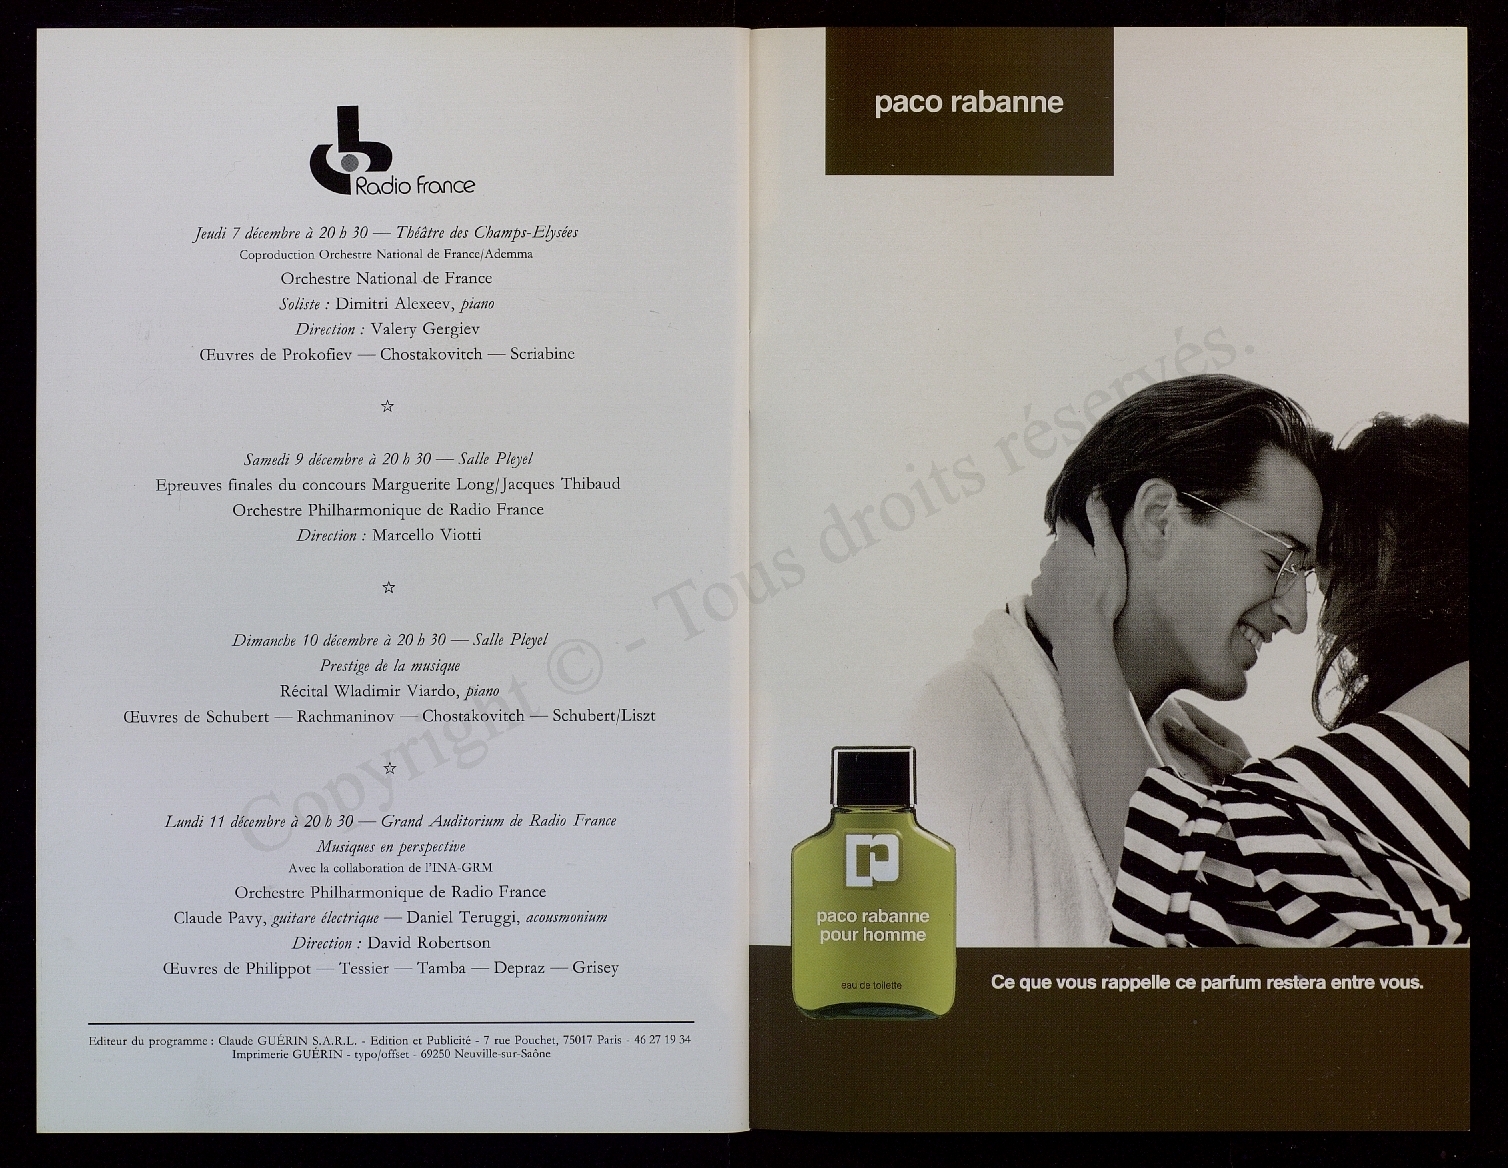 Radio France
Jeudi 7 décembre à 20 h 30 — Théâtre des Champs-Elysées
Coproduction Orchestre National de France/Ademma
Orchestre National de France
Soliste : Dimitri Alexeev, piano
Direction : Valery Gergiev
Œuvres de Prokofiev — Chostakovitch — Scriabine
☆
Samedi 9 décembre à 20 h 30 — Salle Pleyel
Epreuves finales du concours Marguerite Long/Jacques Thibaud
Orchestre Philharmonique de Radio France
Direction : Marcello Viotti
☆
Dimanche 10 décembre à 20 h 30 — Salle Pleyel
Prestige de la musique
Récital Wladimir Viardo, piano
Œuvres de Schubert — Rachmaninov — Chostakovitch — Schubert/Liszt
☆
Lundi 11 décembre à 20 h 30 — Grand Auditorium de Radio France
Musiques en perspective
Avec la collaboration de l'INA-GRM
Orchestre Philharmonique de Radio France
Claude Pavy, guitare électrique — Daniel Teruggi, acousmonium
Direction : David Robertson
Œuvres de Philippot — Tessier — Tamba — Depraz — Grisey
Editeur du programme : Claude GUÉRIN S.A.R.L. - Edition et Publicité - 7 rue Pouchet, 75017 Paris - 46 27 19 34
Imprimerie GUÉRIN - typo/offset - 69250 Neuville-sur-Saône
paco rabanne
paco rabanne
pour homme
eau de toilette
Ce que vous rappelle ce parfum restera entre vous.
Copyright © - Tous droits réservés.